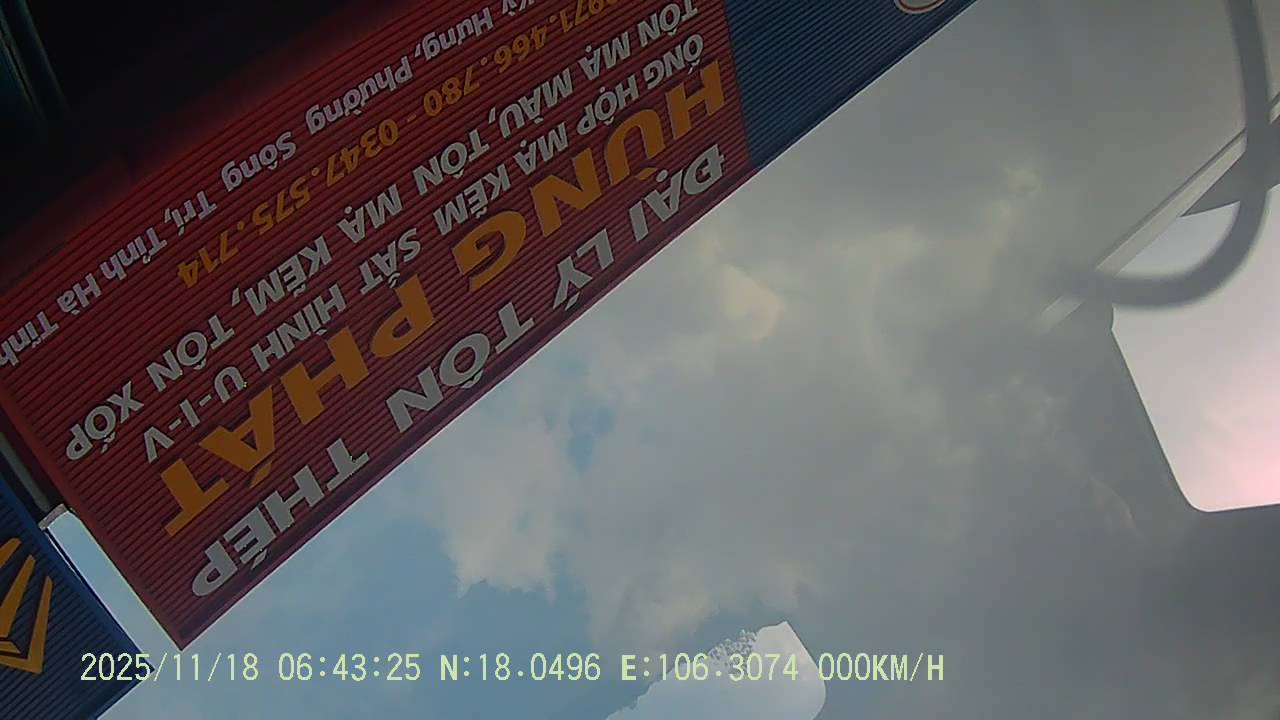 ĐẠI LÝ TÔN THÉP
HÙNG PHÁT
ỐNG HỘP MẠ KẼM SẮT HÌNH U-I-V
TÔN MẠ MÀU, TÔN MẠ KẼM, TÔN XỐP
0971.466.780 - 0347.575.714
Kỳ Hưng, Phường Sông Trí, Tỉnh Hà Tĩnh
2025/11/18 06:43:25 N:18.0496 E:106.3074 000KM/H